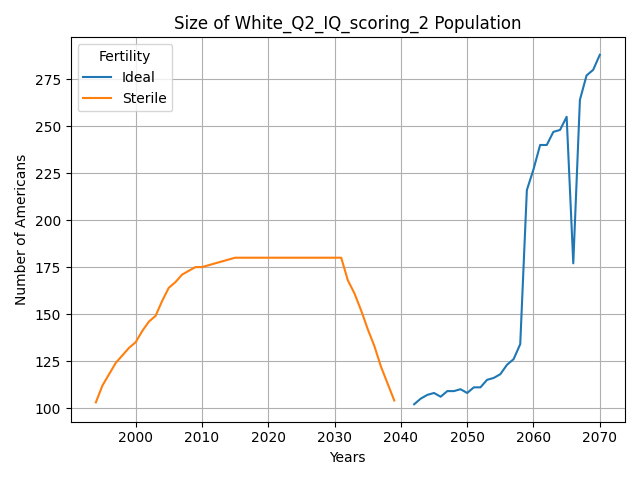 Size of White_Q2_IQ_scoring_2 Population
Fertility
Ideal
Sterile
Number of Americans
275
250
225
200
175
150
125
100
2000 2010 2020 2030 2040 2050 2060 2070
Years